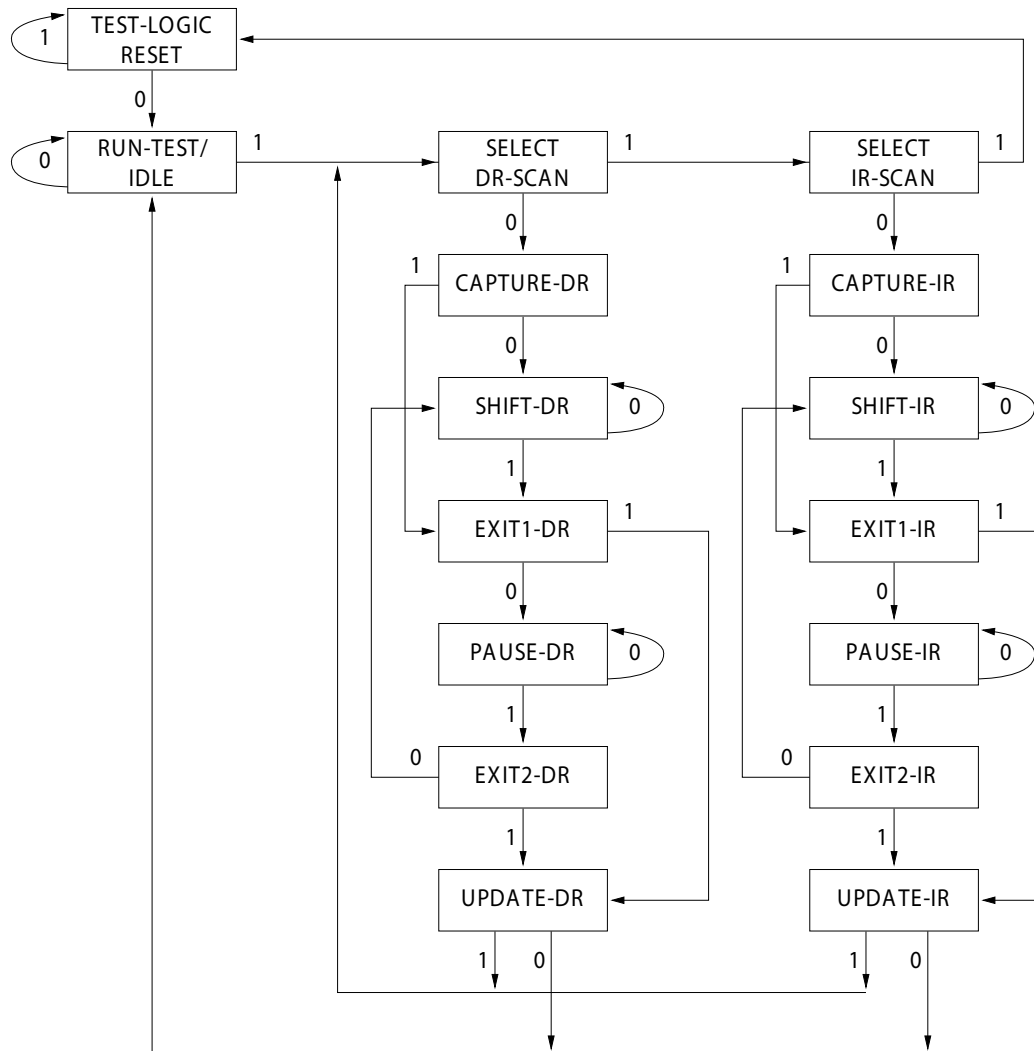 TEST-LOGIC
RESET
1
0
RUN-TEST/
IDLE
0
1
SELECT
DR-SCAN
1
SELECT
IR-SCAN
1
0
0
1
CAPTURE-DR
1
CAPTURE-IR
0
0
SHIFT-DR
0
SHIFT-IR
0
1
1
EXIT1-DR
1
EXIT1-IR
1
0
0
PAUSE-DR
0
PAUSE-IR
0
1
1
0
EXIT2-DR
0
EXIT2-IR
1
1
UPDATE-DR
UPDATE-IR
1
0
1
0